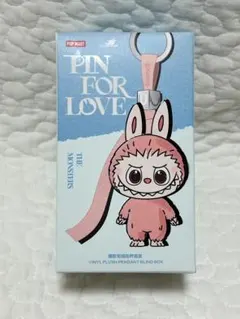 POP MART
PIN
FOR
LOVE
THE
MONSTERS
VINYL PLUSH PENDANT BLIND BOX